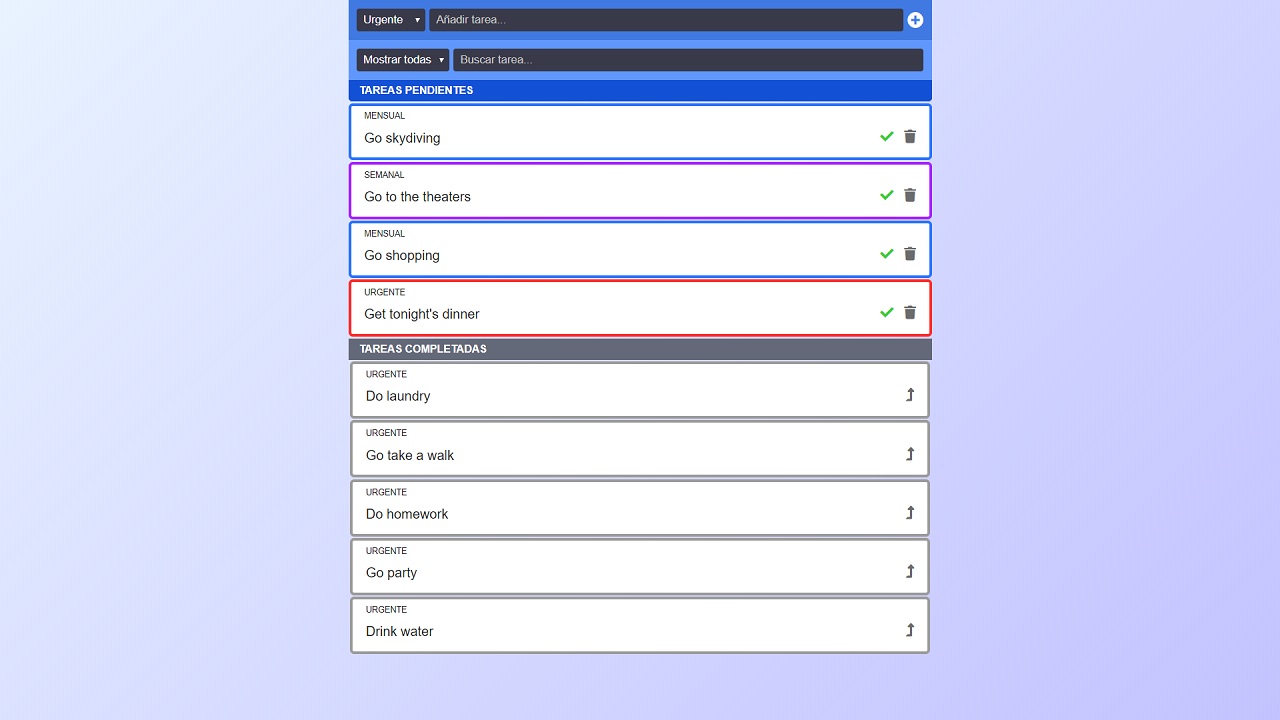 Urgente Añadir tarea...
Mostrar todas Buscar tarea...
TAREAS PENDIENTES
MENSUAL
Go skydiving
SEMANAL
Go to the theaters
MENSUAL
Go shopping
URGENTE
Get tonight's dinner
TAREAS COMPLETADAS
URGENTE
Do laundry
URGENTE
Go take a walk
URGENTE
Do homework
URGENTE
Go party
URGENTE
Drink water